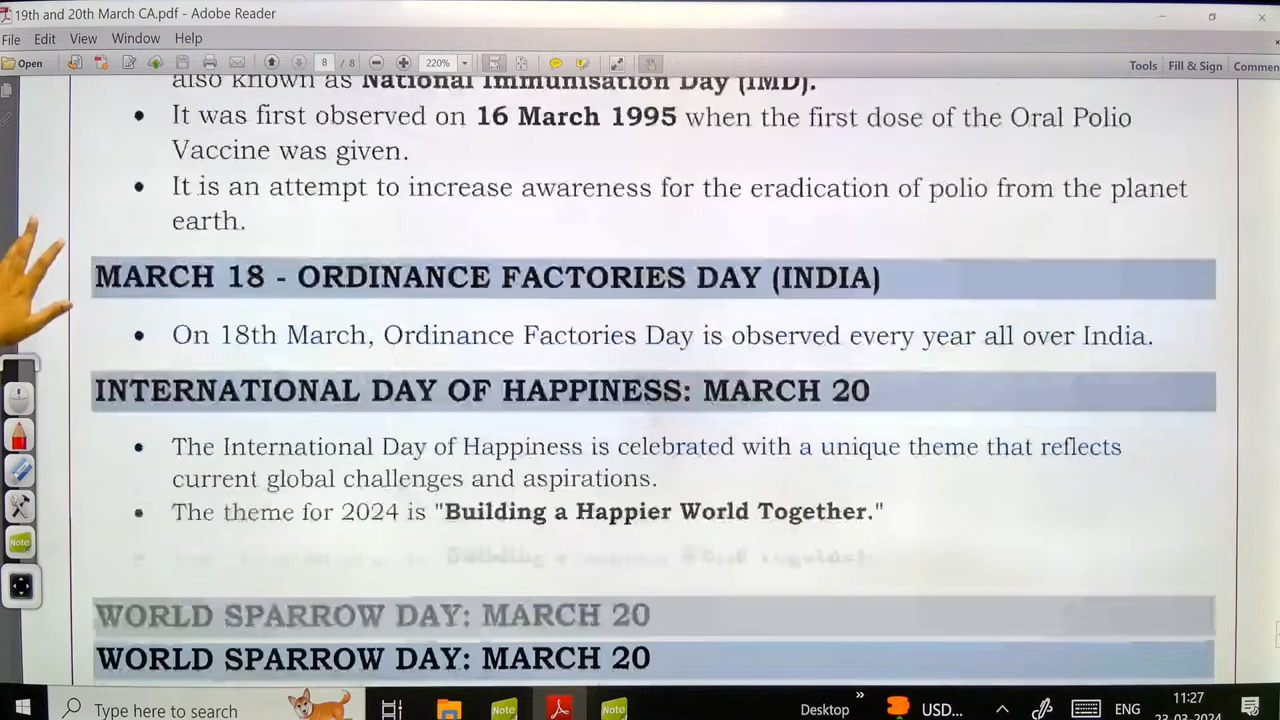 19th and 20th March CA.pdf - Adobe Reader
File Edit View Window Help
Open 8 / 8 220% Tools Fill & Sign Commen
also known as National Immunisation Day (IMD).
• It was first observed on 16 March 1995 when the first dose of the Oral Polio
Vaccine was given.
• It is an attempt to increase awareness for the eradication of polio from the planet
earth.
MARCH 18 - ORDINANCE FACTORIES DAY (INDIA)
• On 18th March, Ordinance Factories Day is observed every year all over India.
INTERNATIONAL DAY OF HAPPINESS: MARCH 20
• The International Day of Happiness is celebrated with a unique theme that reflects
current global challenges and aspirations.
• The theme for 2024 is "Building a Happier World Together."
WORLD SPARROW DAY: MARCH 20
WORLD SPARROW DAY: MARCH 20
Note
Type here to search Note Note Desktop USD... ENG 11:27